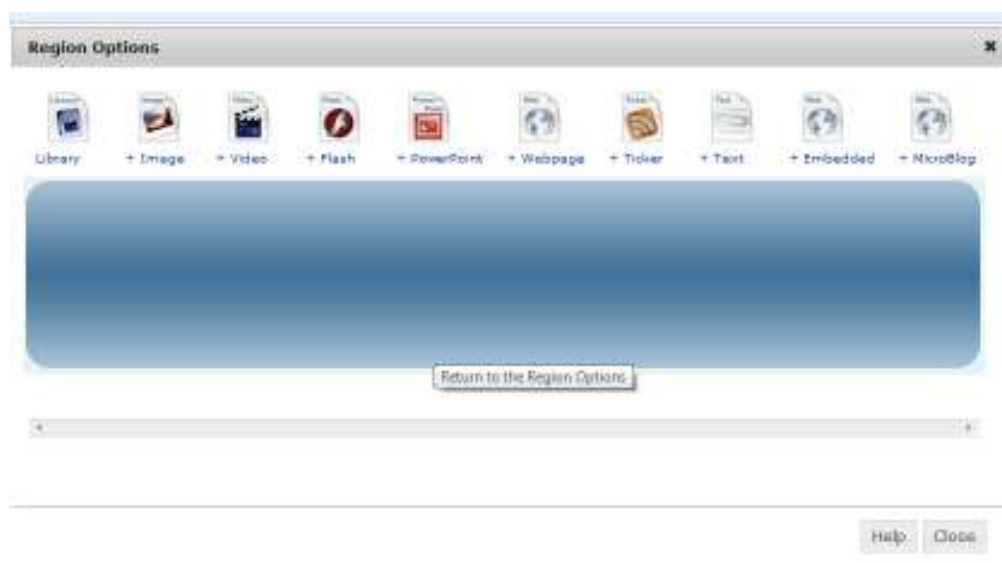 Region Options
Library + Image + Video + Flash + PowerPoint + Webpage + Ticker + Text + Embedded + MicroBlog
Return to the Region Options
Help Close